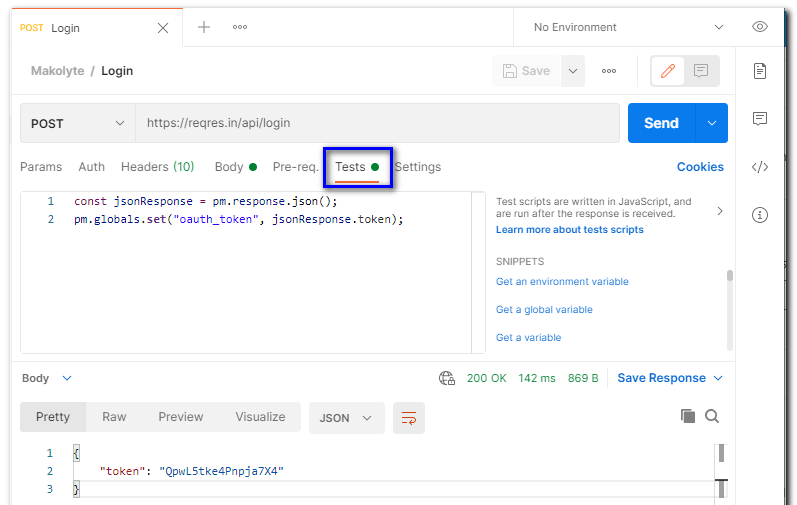 POST Login
No Environment
Makolyte / Login
Save
POST
https://reqres.in/api/login
Send
Params Auth Headers (10) Body Pre-req. Tests Settings Cookies
1 const jsonResponse = pm.response.json();
2 pm.globals.set("oauth_token", jsonResponse.token);
Test scripts are written in JavaScript, and
are run after the response is received.
Learn more about tests scripts
SNIPPETS
Get an environment variable
Get a global variable
Get a variable
Body
200 OK 142 ms 869 B Save Response
Pretty Raw Preview Visualize JSON
1 {
2 "token": "QpwL5tke4Pnpja7X4"
3 }